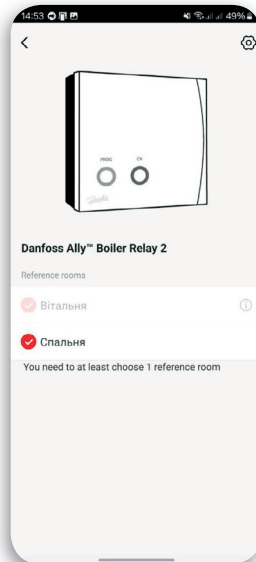 14:53
49%
PROG
CH
Danfoss
Danfoss Ally™ Boiler Relay 2
Reference rooms
Вітальня
Спальня
You need to at least choose 1 reference room